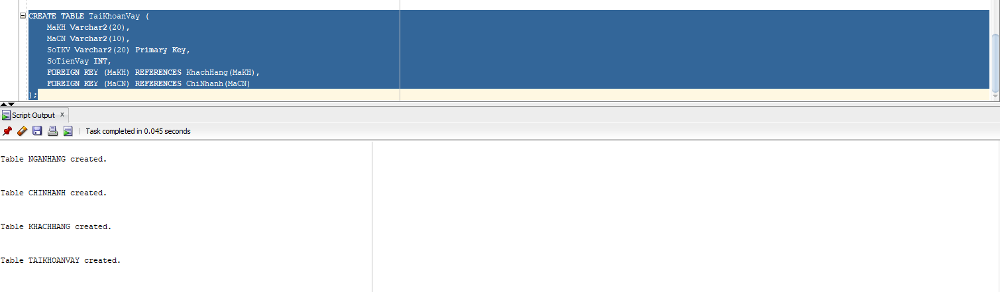 CREATE TABLE TaiKhoanVay (
MaKH Varchar2(20),
MaCN Varchar2(10),
SoTKV Varchar2(20) Primary Key,
SoTienVay INT,
FOREIGN KEY (MaKH) REFERENCES KhachHang(MaKH),
FOREIGN KEY (MaCN) REFERENCES ChiNhanh(MaCN)
);
Script Output x
Task completed in 0.045 seconds
Table NGANHANG created.
Table CHINHANH created.
Table KHACHHANG created.
Table TAIKHOANVAY created.